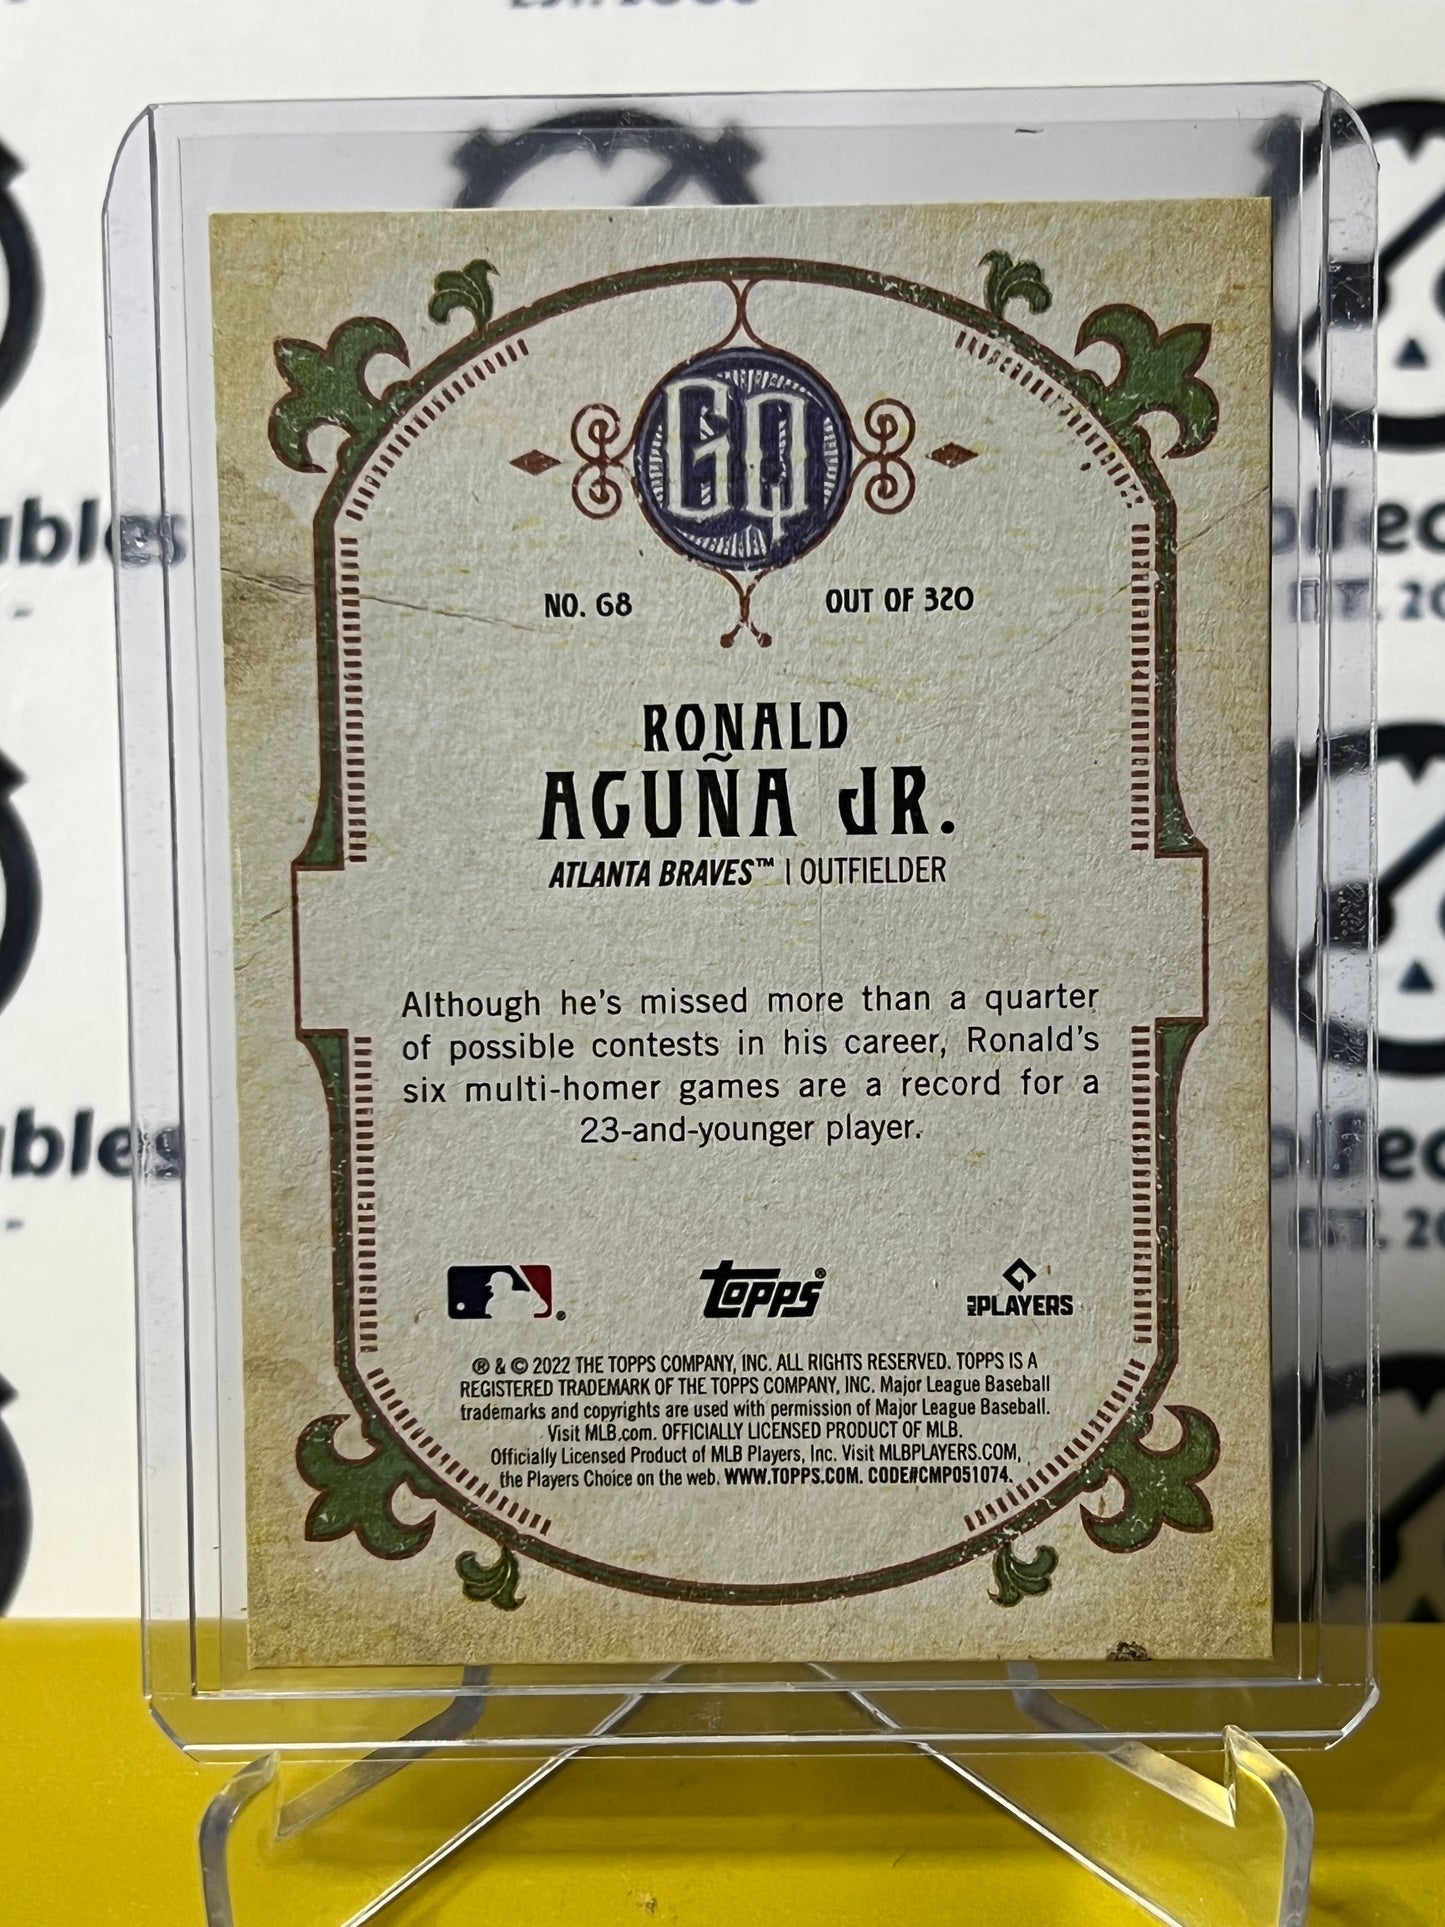 EST. 2008
GQ
NO. 68
OUT OF 320
RONALD
ACUÑA JR.
ATLANTA BRAVES™ | OUTFIELDER
Although he's missed more than a quarter
of possible contests in his career, Ronald's
six multi-homer games are a record for a
23-and-younger player.
topps®
MLB PLAYERS
® & © 2022 THE TOPPS COMPANY, INC. ALL RIGHTS RESERVED. TOPPS IS A
REGISTERED TRADEMARK OF THE TOPPS COMPANY, INC. Major League Baseball
trademarks and copyrights are used with permission of Major League Baseball.
Visit MLB.com. OFFICIALLY LICENSED PRODUCT OF MLB.
Officially Licensed Product of MLB Players, Inc. Visit MLBPLAYERS.COM,
the Players Choice on the web. WWW.TOPPS.COM. CODE#CMP051074.